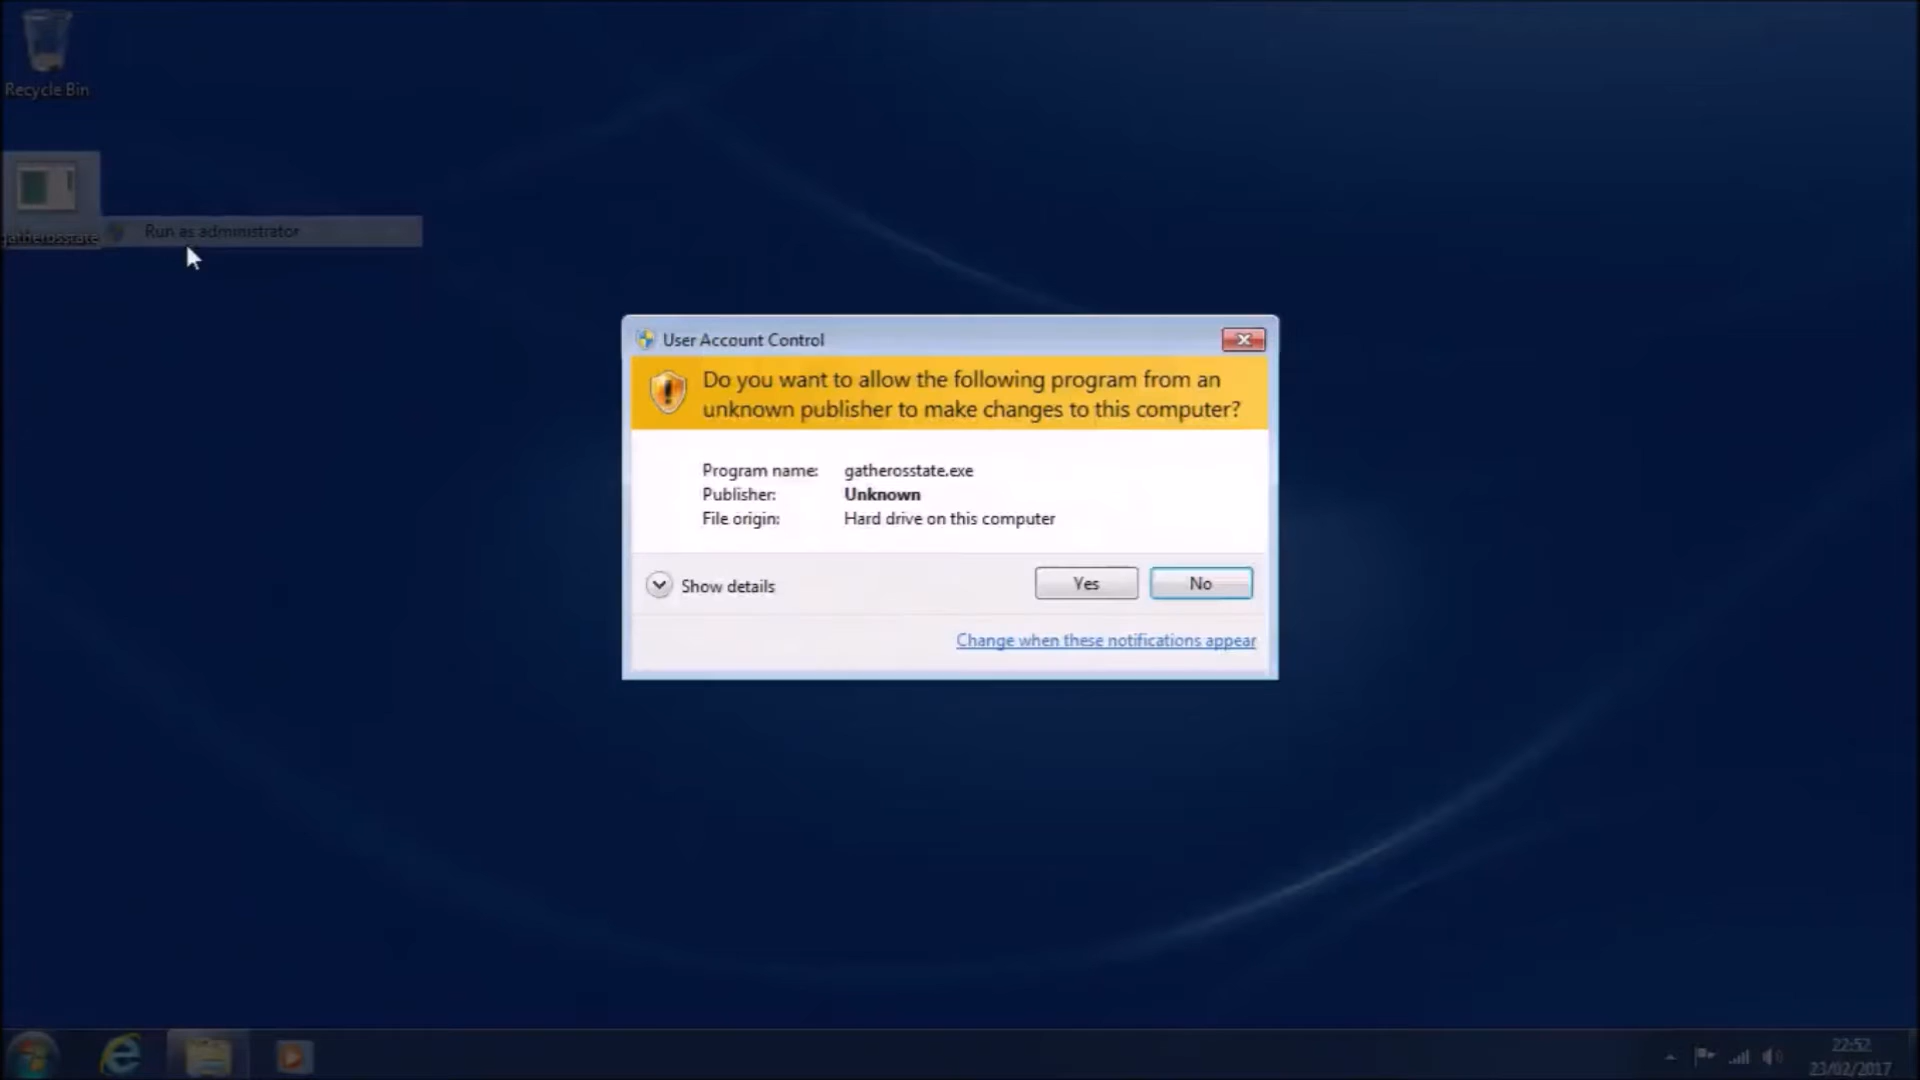 Recycle Bin
gatherosstate
Run as administrator
User Account Control
Do you want to allow the following program from an
unknown publisher to make changes to this computer?
Program name: gatherosstate.exe
Publisher: Unknown
File origin: Hard drive on this computer
Show details
Yes
No
Change when these notifications appear
22:52
23/02/2017